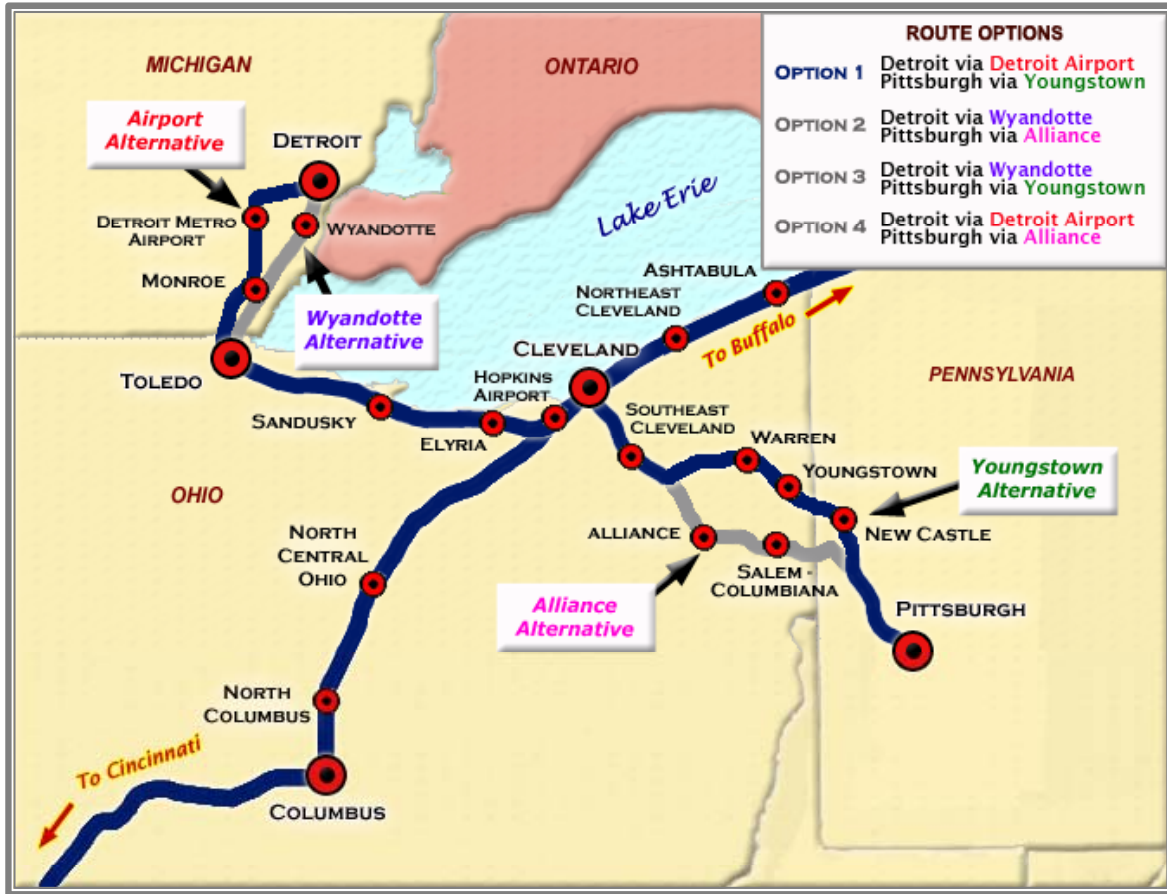 MICHIGAN
ONTARIO
ROUTE OPTIONS
OPTION 1 Detroit via Detroit Airport
Pittsburgh via Youngstown
OPTION 2 Detroit via Wyandotte
Pittsburgh via Alliance
OPTION 3 Detroit via Wyandotte
Pittsburgh via Youngstown
OPTION 4 Detroit via Detroit Airport
Pittsburgh via Alliance
Airport
Alternative
DETROIT
DETROIT METRO
AIRPORT
WYANDOTTE
Lake Erie
MONROE
ASHTABULA
NORTHEAST
CLEVELAND
Wyandotte
Alternative
To Buffalo
CLEVELAND
TOLEDO
HOPKINS
AIRPORT
PENNSYLVANIA
SANDUSKY
ELYRIA
SOUTHEAST
CLEVELAND
WARREN
YOUNGSTOWN
Youngstown
Alternative
OHIO
NEW CASTLE
ALLIANCE
NORTH
CENTRAL
OHIO
SALEM -
COLUMBIANA
Alliance
Alternative
PITTSBURGH
NORTH
COLUMBUS
To Cincinnati
COLUMBUS